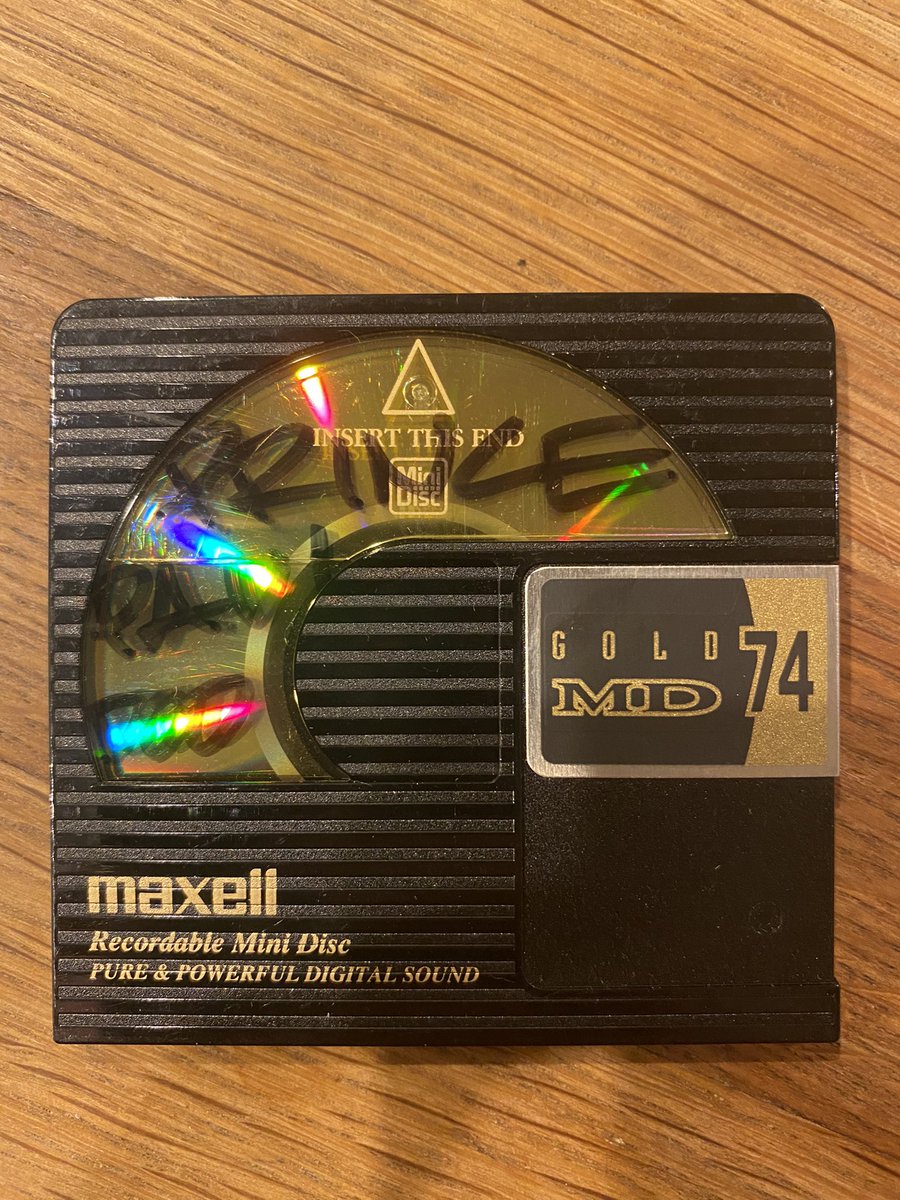 INSERT THIS END
PRINCE
Mini
Disc
GOLD
MD 74
maxell
Recordable Mini Disc
PURE & POWERFUL DIGITAL SOUND